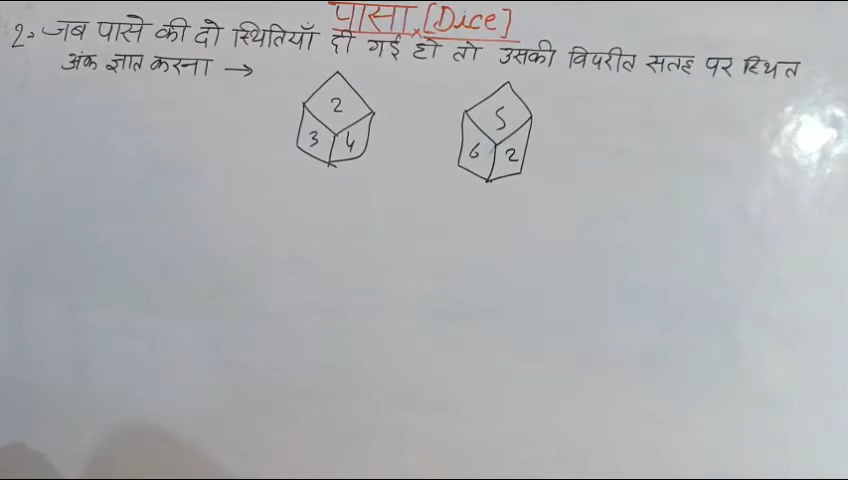 पासा [Dice]
2. जब पासे की दो स्थितियाँ दी गई हो तो उसकी विपरीत सतह पर स्थित
अंक ज्ञात करना →
2
3 4
5
6 2